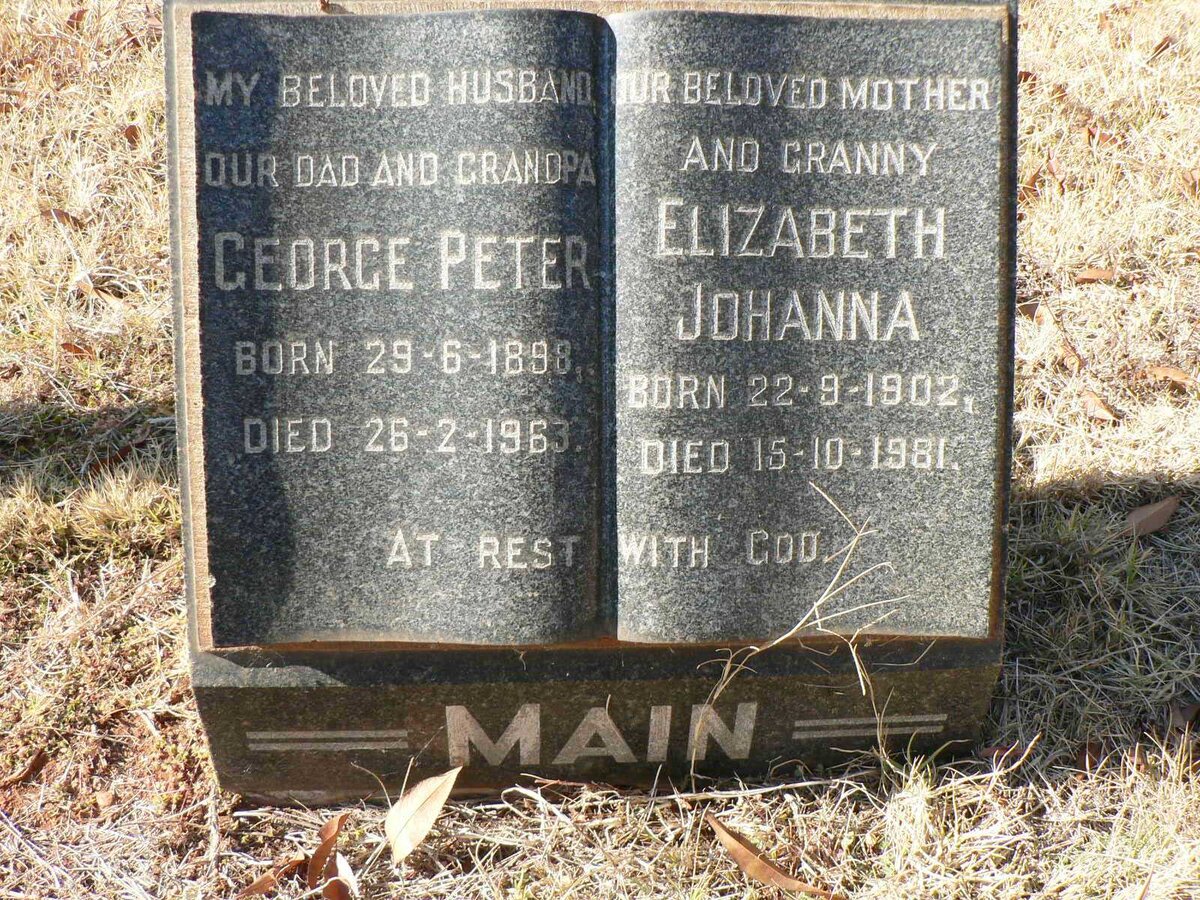 MY BELOVED HUSBAND
OUR DAD AND GRANDPA
GEORGE PETER
BORN 29-6-1898,
DIED 26-2-1963.
OUR BELOVED MOTHER
AND GRANNY
ELIZABETH
JOHANNA
BORN 22-9-1902,
DIED 15-10-1981.
AT REST WITH GOD.
MAIN